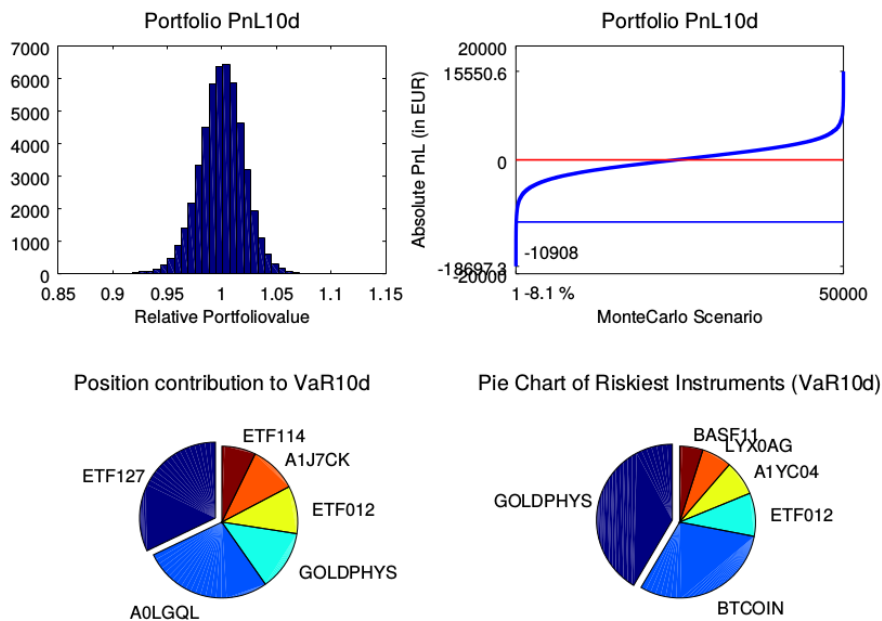 Portfolio PnL10d
7000
6000
5000
4000
3000
2000
1000
0
0.85 0.9 0.95 1 1.05 1.1 1.15
Relative Portfoliovalue
Portfolio PnL10d
Absolute PnL (in EUR)
20000
15550.6
0
-18697.3
-20000
-10908
1 -8.1 % 50000
MonteCarlo Scenario
Position contribution to VaR10d
ETF114
A1J7CK
ETF127
ETF012
GOLDPHYS
A0LGQL
Pie Chart of Riskiest Instruments (VaR10d)
BASF11
LYX0AG
A1YC04
GOLDPHYS
ETF012
BTCOIN